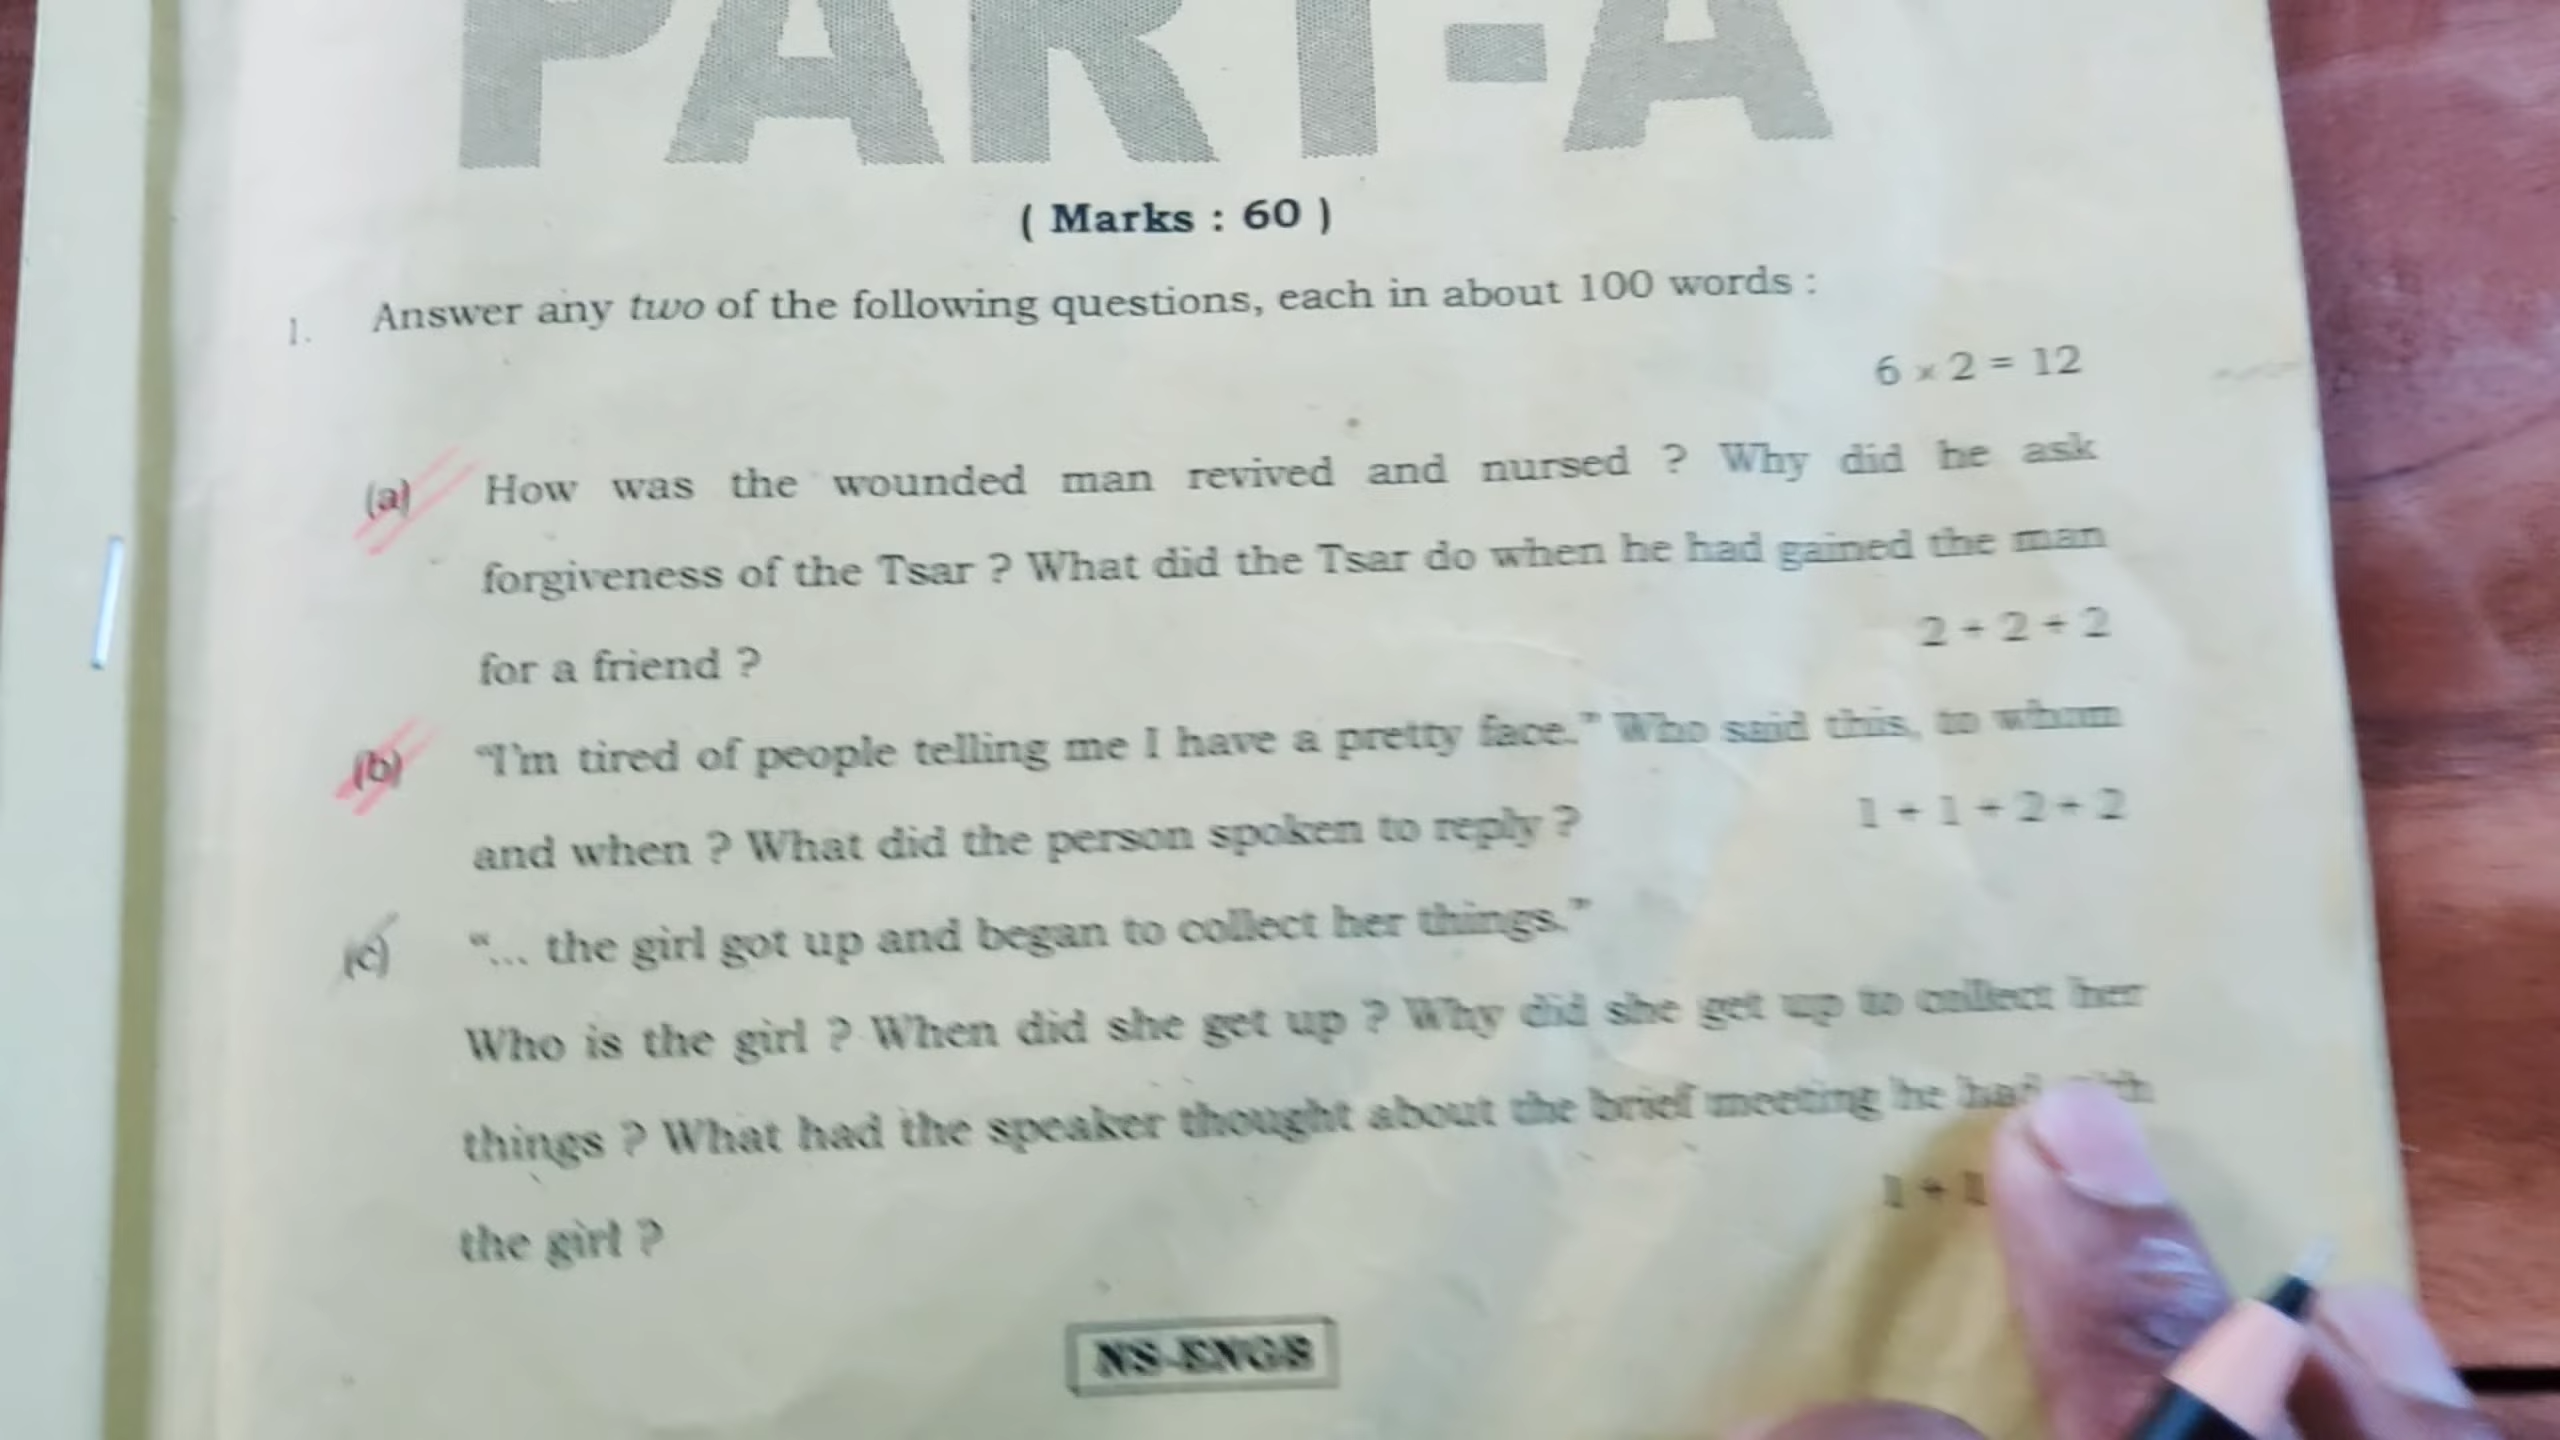 PART-A
( Marks : 60 )
1. Answer any two of the following questions, each in about 100 words :
6 × 2 = 12
(a) How was the wounded man revived and nursed ? Why did he ask
forgiveness of the Tsar ? What did the Tsar do when he had gained the man
for a friend ?
2 + 2 + 2
(b) "I'm tired of people telling me I have a pretty face." Who said this, to whom
and when ? What did the person spoken to reply ?
1 + 1 + 2 + 2
(c) "... the girl got up and began to collect her things."
Who is the girl ? When did she get up ? Why did she get up to collect her
things ? What had the speaker thought about the brief meeting he had
the girl ?
1 + 1
NS-ENGS